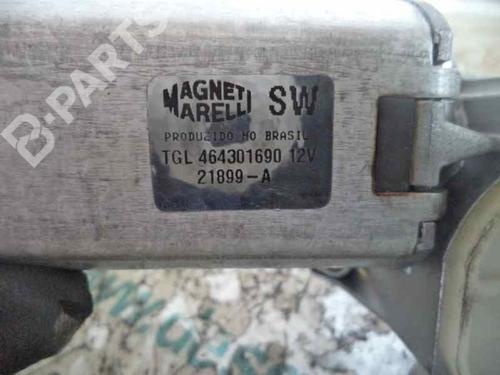 B-PARTS
MAGNETI MARELLI SW
PRODUZIDO NO BRASIL
TGL 464301690 12V
21899-A